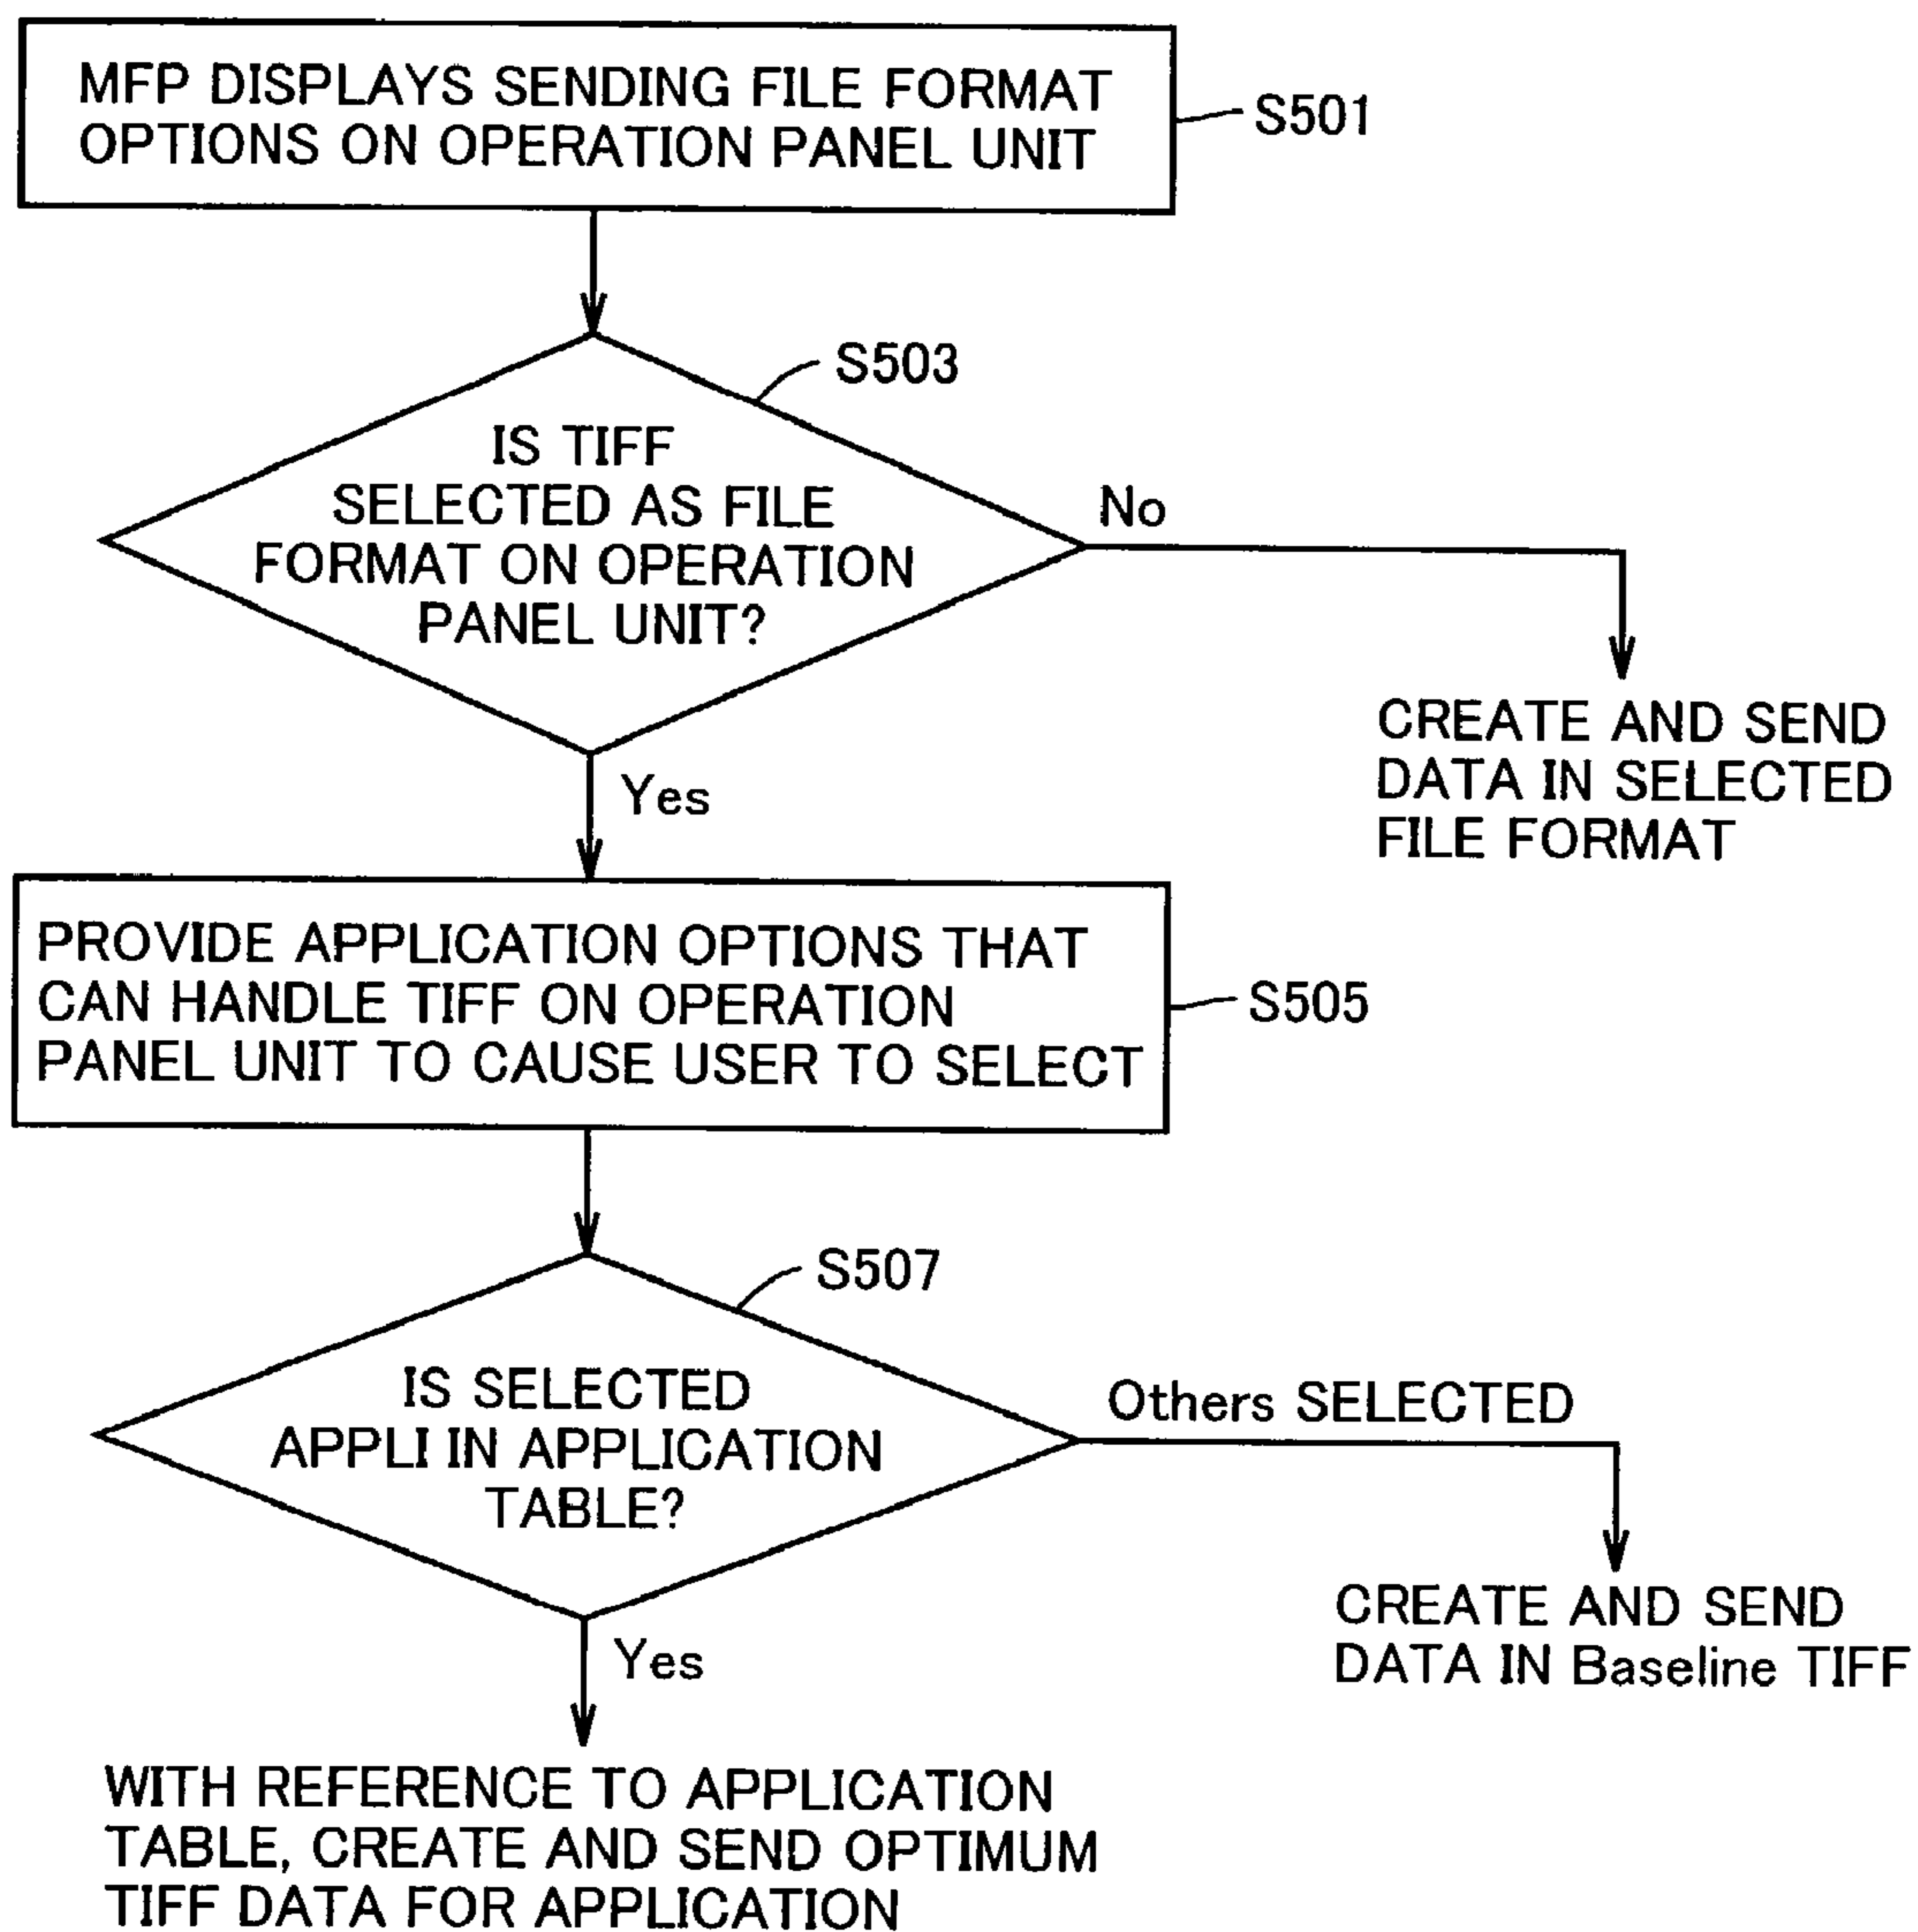 MFP DISPLAYS SENDING FILE FORMAT
OPTIONS ON OPERATION PANEL UNIT
S501
S503
IS TIFF
SELECTED AS FILE
FORMAT ON OPERATION
PANEL UNIT?
No
CREATE AND SEND
DATA IN SELECTED
FILE FORMAT
Yes
PROVIDE APPLICATION OPTIONS THAT
CAN HANDLE TIFF ON OPERATION
PANEL UNIT TO CAUSE USER TO SELECT
S505
S507
IS SELECTED
APPLI IN APPLICATION
TABLE?
Others SELECTED
CREATE AND SEND
DATA IN Baseline TIFF
Yes
WITH REFERENCE TO APPLICATION
TABLE, CREATE AND SEND OPTIMUM
TIFF DATA FOR APPLICATION